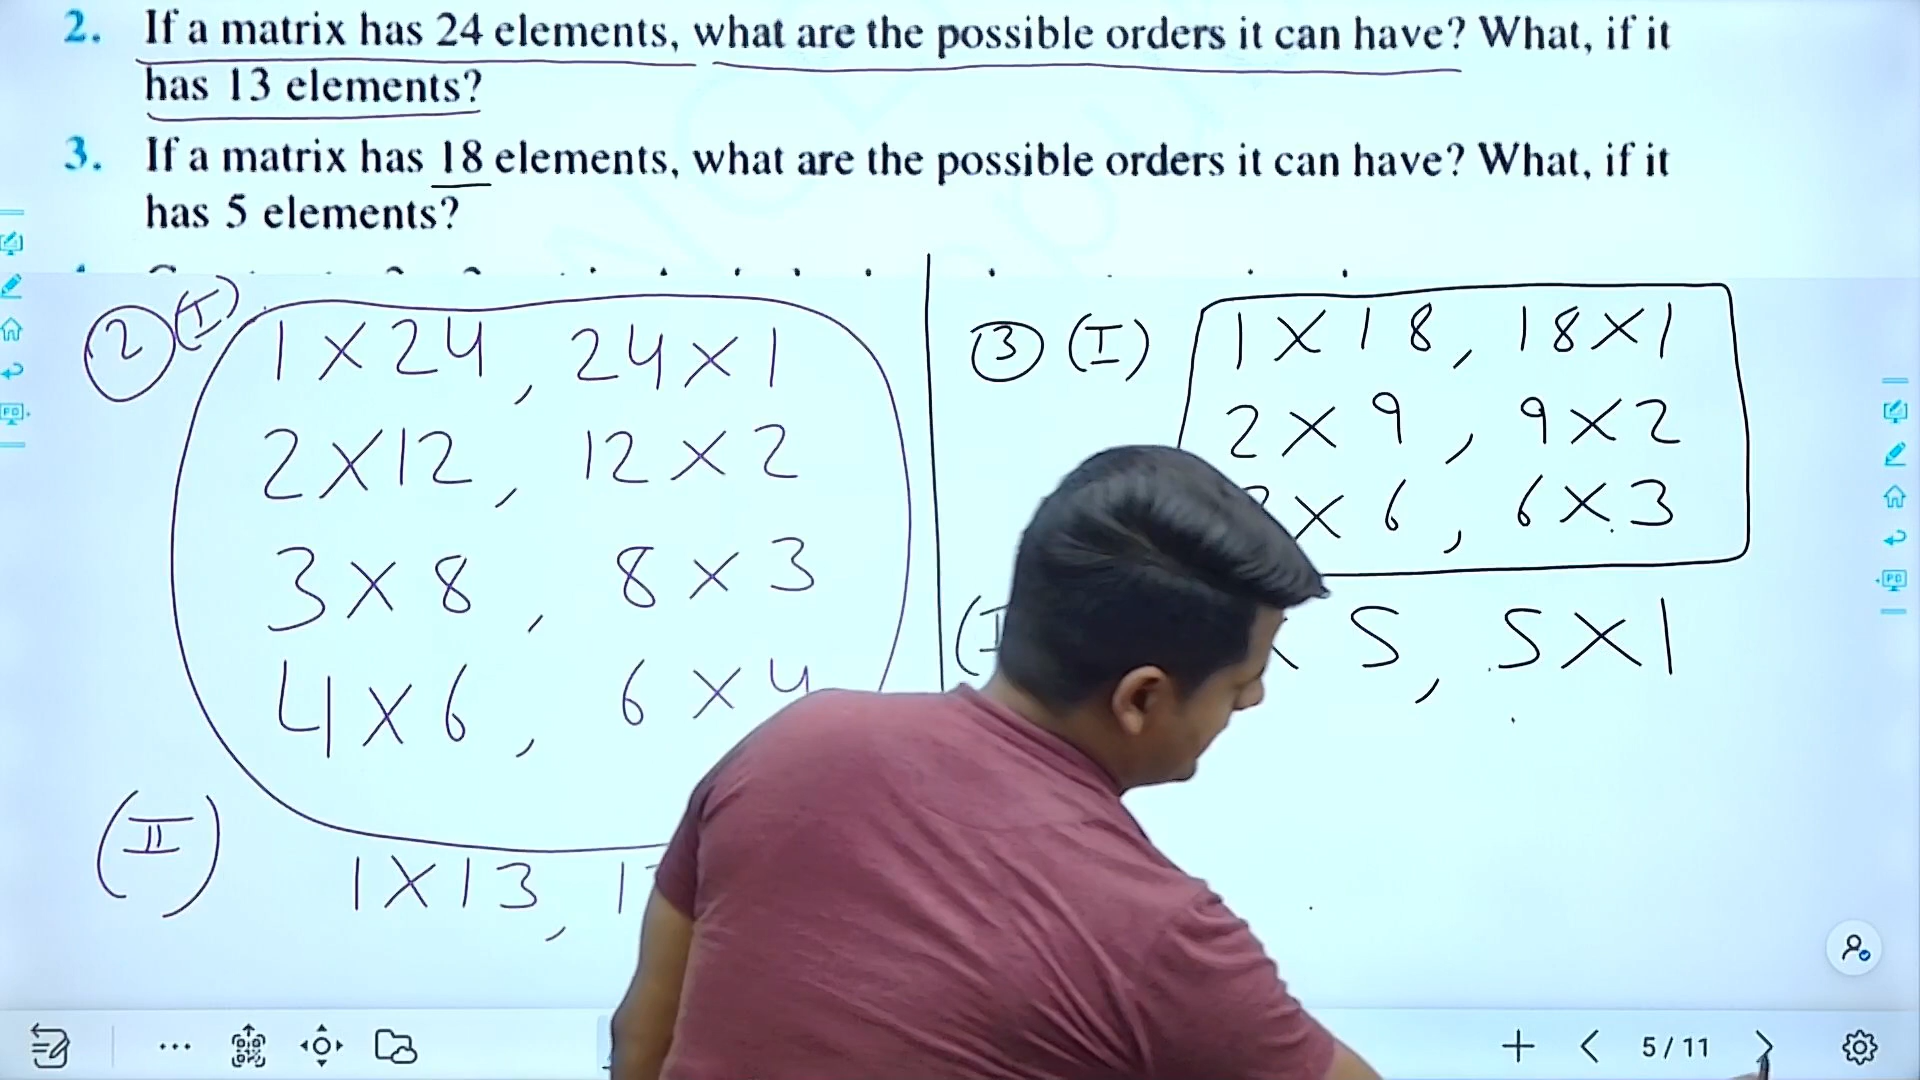 2. If a matrix has 24 elements, what are the possible orders it can have? What, if it
has 13 elements?
3. If a matrix has 18 elements, what are the possible orders it can have? What, if it
has 5 elements?
2 (I) 1 X 24 , 24 X 1
2 X 12 , 12 X 2
3 X 8 , 8 X 3
4 X 6 , 6 X 4
(II) 1 X 13 ,
3 (I) 1 X 18 , 18 X 1
2 X 9 , 9 X 2
X 6 , 6 X 3
5 , 5 X 1
5 / 11